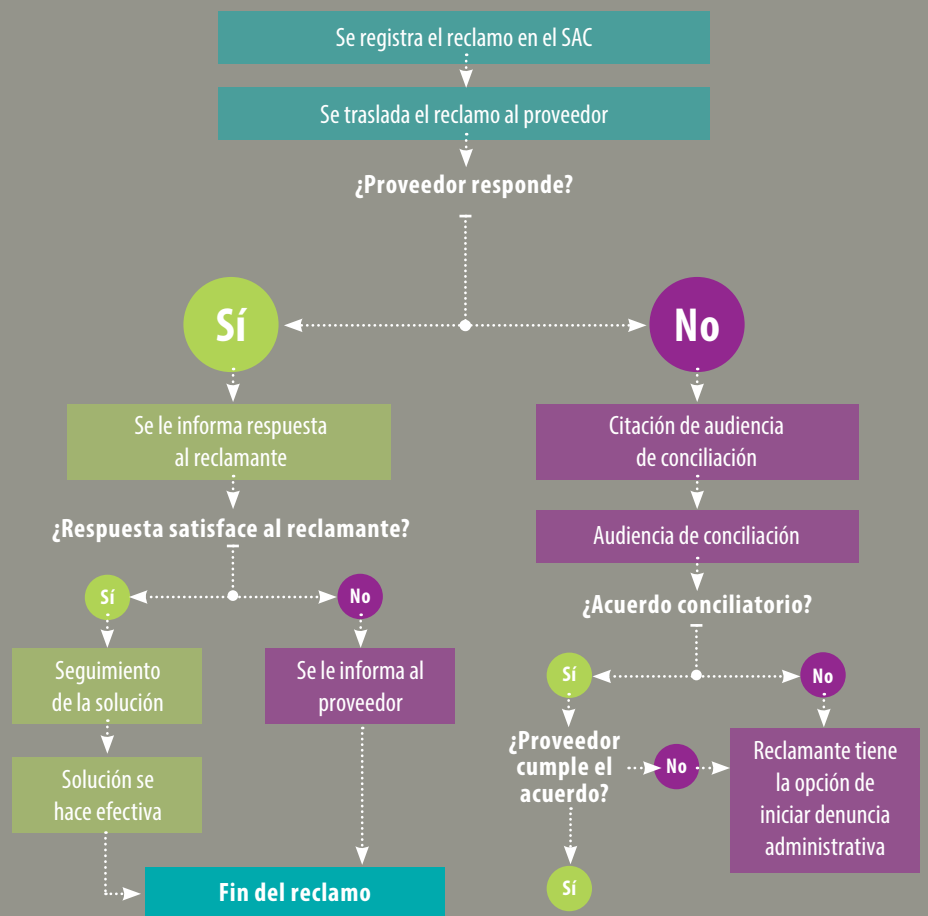 Se registra el reclamo en el SAC
Se traslada el reclamo al proveedor
¿Proveedor responde?
Sí
No
Se le informa respuesta
al reclamante
¿Respuesta satisface al reclamante?
Sí
No
Seguimiento
de la solución
Solución se
hace efectiva
Se le informa al
proveedor
Fin del reclamo
Citación de audiencia
de conciliación
Audiencia de conciliación
¿Acuerdo conciliatorio?
Sí
No
¿Proveedor
cumple el
acuerdo?
No
Sí
Reclamante tiene
la opción de
iniciar denuncia
administrativa